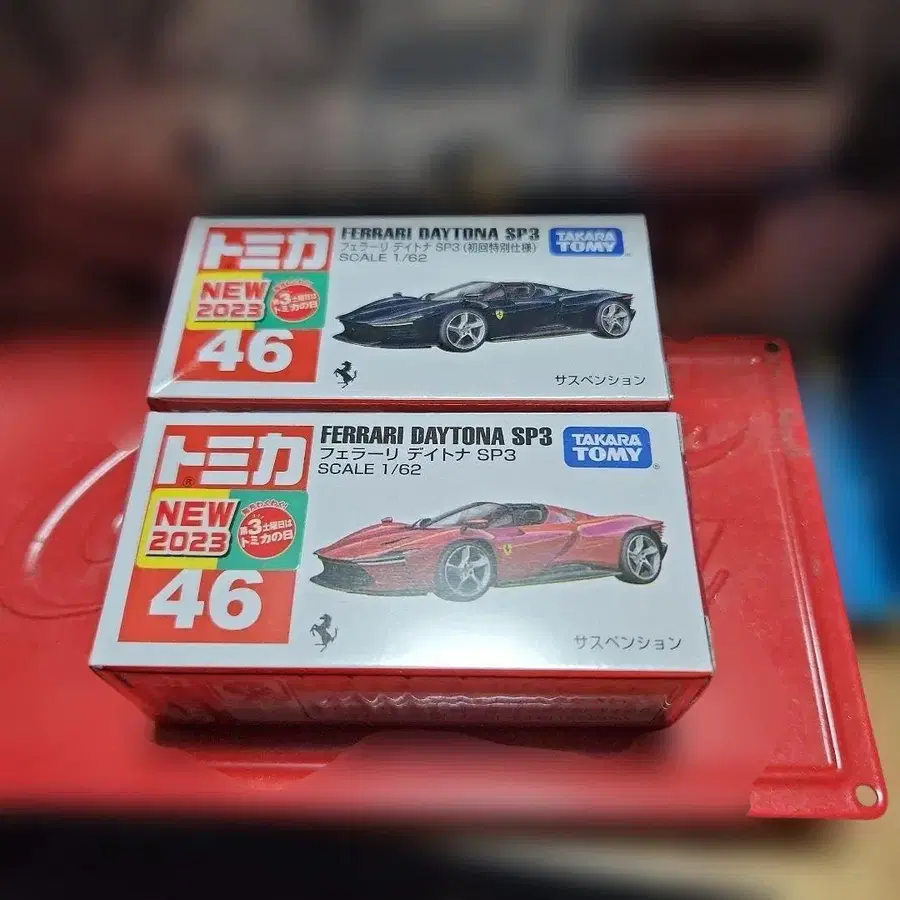 トミカ
NEW
2023
第3土曜日は
トミカの日
46
FERRARI DAYTONA SP3
フェラーリ デイトナ SP3 (初回特別仕様)
SCALE 1/62
TAKARA
TOMY
サスペンション
トミカ
NEW
2023
第3土曜日は
トミカの日
46
FERRARI DAYTONA SP3
フェラーリ デイトナ SP3
SCALE 1/62
TAKARA
TOMY
サスペンション